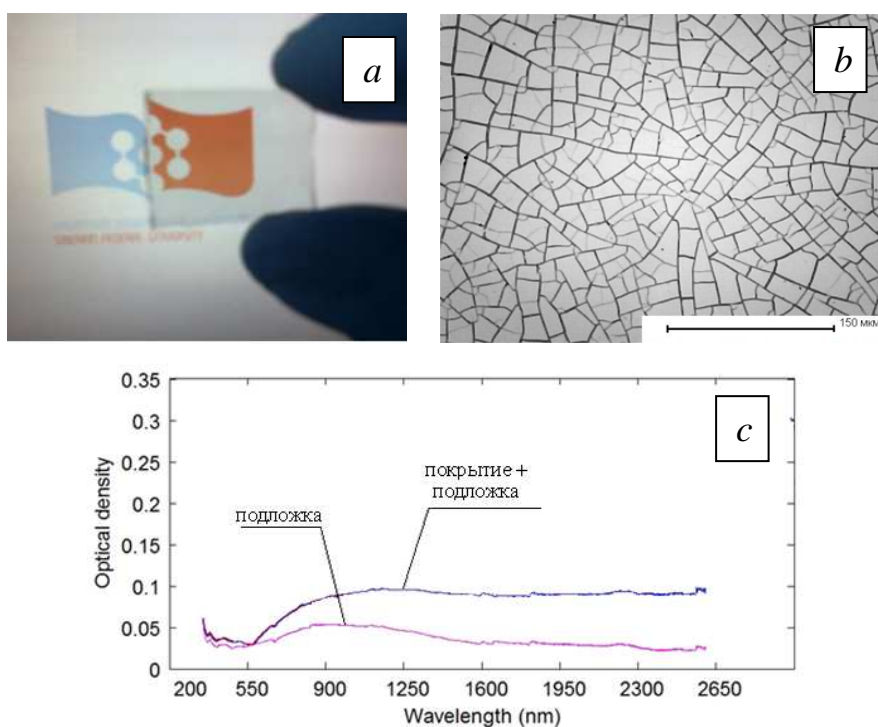 a
b
150 мкм
c
0.35
0.3
0.25
0.2
0.15
0.1
0.05
0
Optical density
подложка
покрытие +
подложка
200 550 900 1250 1600 1950 2300 2650
Wavelength (nm)